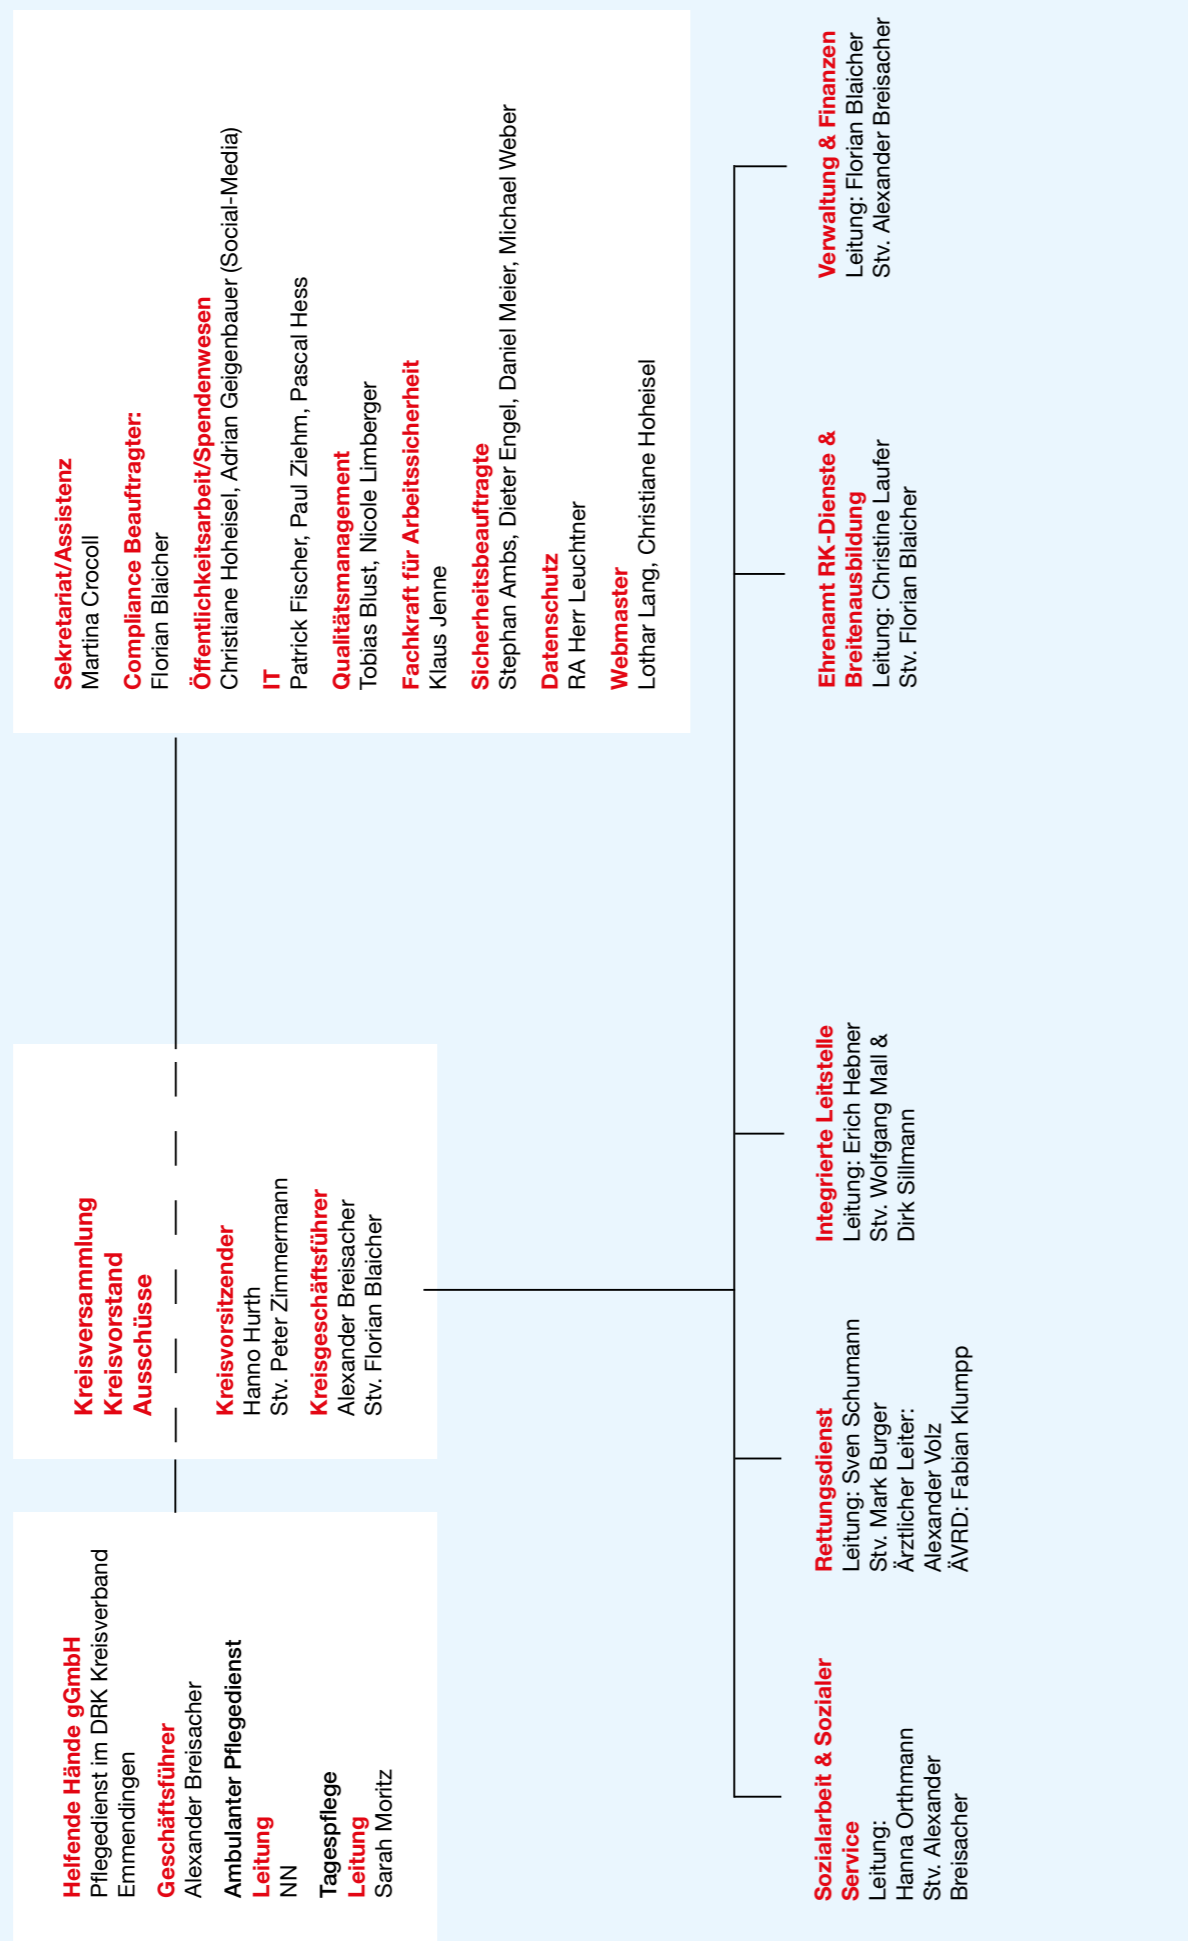 Helfende Hände gGmbH
Pflegedienst im DRK Kreisverband
Emmendingen
Geschäftsführer
Alexander Breisacher
Ambulanter Pflegedienst
Leitung
NN
Tagespflege
Leitung
Sarah Moritz
Kreisversammlung
Kreisvorstand
Ausschüsse
Kreisvorsitzender
Hanno Hurth
Stv. Peter Zimmermann
Kreisgeschäftsführer
Alexander Breisacher
Stv. Florian Blaicher
Sekretariat/Assistenz
Martina Crocoll
Compliance Beauftragter:
Florian Blaicher
Öffentlichkeitsarbeit/Spendenwesen
Christiane Hoheisel, Adrian Geigenbauer (Social-Media)
IT
Patrick Fischer, Paul Ziehm, Pascal Hess
Qualitätsmanagement
Tobias Blust, Nicole Limberger
Fachkraft für Arbeitssicherheit
Klaus Jenne
Sicherheitsbeauftragte
Stephan Ambs, Dieter Engel, Daniel Meier, Michael Weber
Datenschutz
RA Herr Leuchtner
Webmaster
Lothar Lang, Christiane Hoheisel
Sozialarbeit & Sozialer
Service
Leitung:
Hanna Orthmann
Stv. Alexander
Breisacher
Rettungsdienst
Leitung: Sven Schumann
Stv. Mark Burger
Ärztlicher Leiter:
Alexander Volz
ÄVRD: Fabian Klumpp
Integrierte Leitstelle
Leitung: Erich Hebner
Stv. Wolfgang Mall &
Dirk Sillmann
Ehrenamt RK-Dienste &
Breitenausbildung
Leitung: Christine Laufer
Stv. Florian Blaicher
Verwaltung & Finanzen
Leitung: Florian Blaicher
Stv. Alexander Breisacher